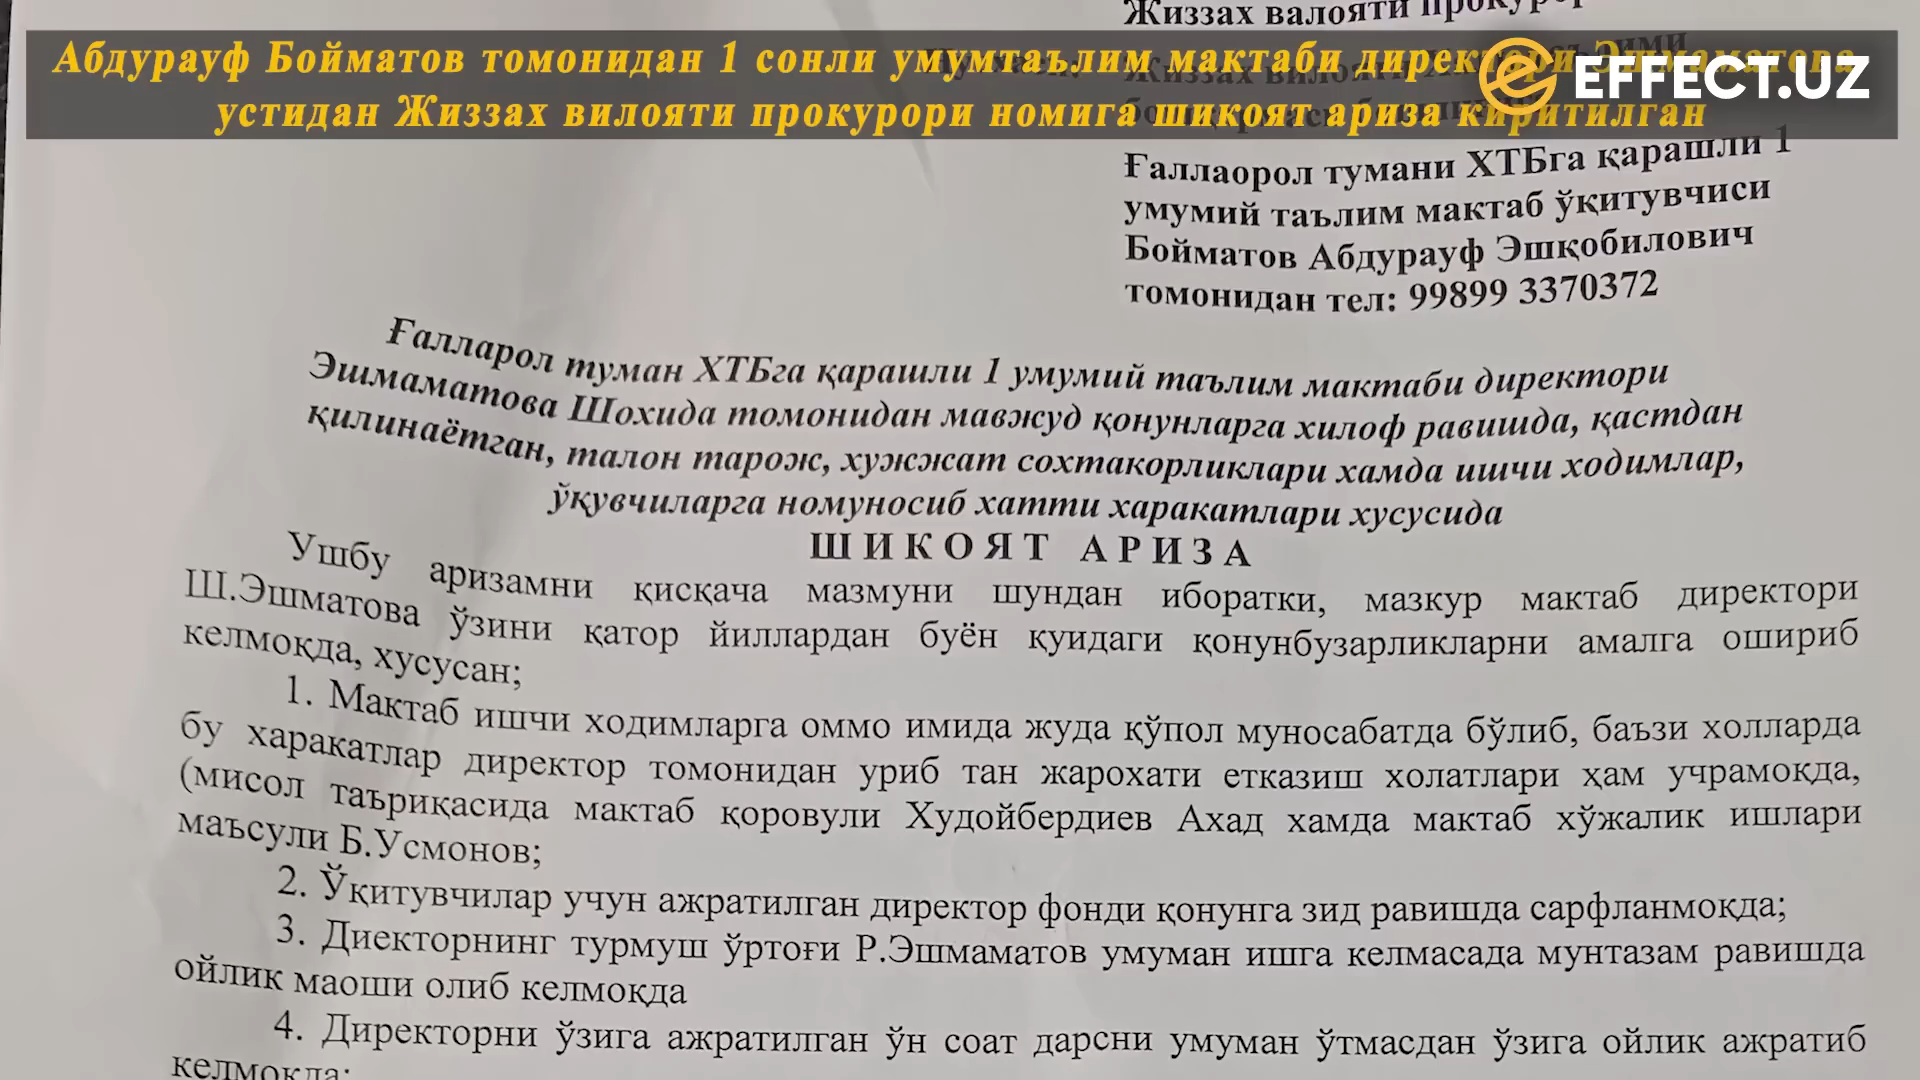 Жиззах валояти
Абдурауф Бойматов томонидан 1 сонли умумтаълим мактаби директори Эшмаматова
EFFECT.UZ
устидан Жиззах вилояти прокурори номига шикоят ариза киритилган
Ғаллаорол тумани ХТБга қарашли 1
умумий таълим мактаб ўқитувчиси
Бойматов Абдурауф Эшқобилович
томонидан тел: 99899 3370372
Ғалларол туман ХТБга қарашли 1 умумий таълим мактаби директори
Эшмаматова Шохида томонидан мавжуд қонунларга хилоф равишда, қастдан
қилинаётган, талон тарож, хужжат сохтакорликлари хамда ишчи ходимлар,
ўқувчиларга номуносиб хатти харакатлари хусусида
ШИКОЯТ АРИЗА
Ушбу аризамни қисқача мазмуни шундан иборатки, мазкур мактаб директори
Ш.Эшматова ўзини қатор йиллардан буён қуидаги қонунбузарликларни амалга ошириб
келмоқда, хусусан;
1. Мактаб ишчи ходимларга оммо имида жуда қўпол муносабатда бўлиб, баъзи холларда
бу харакатлар директор томонидан уриб тан жарохати етказиш холатлари ҳам учрамоқда,
(мисол таъриқасида мактаб қоровули Худойбердиев Ахад хамда мактаб хўжалик ишлари
маъсули Б.Усмонов;
2. Ўқитувчилар учун ажратилган директор фонди қонунга зид равишда сарфланмоқда;
3. Диекторнинг турмуш ўртоғи Р.Эшмаматов умуман ишга келмасада мунтазам равишда
ойлик маоши олиб келмоқда
4. Директорни ўзига ажратилган ўн соат дарсни умуман ўтмасдан ўзига ойлик ажратиб
келмоқда;